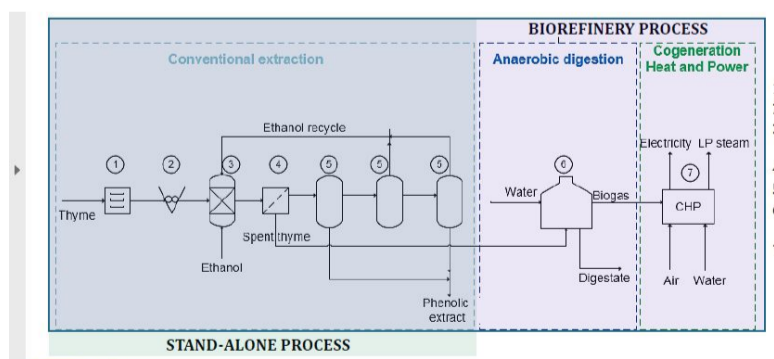 BIOREFINERY PROCESS
Conventional extraction
Anaerobic digestion
Cogeneration
Heat and Power
Ethanol recycle
Electricity LP steam
1
2
3
4
5
5
5
6
7
Thyme
Water
Biogas
CHP
Spent thyme
Ethanol
Digestate
Air Water
Phenolic
extract
STAND-ALONE PROCESS